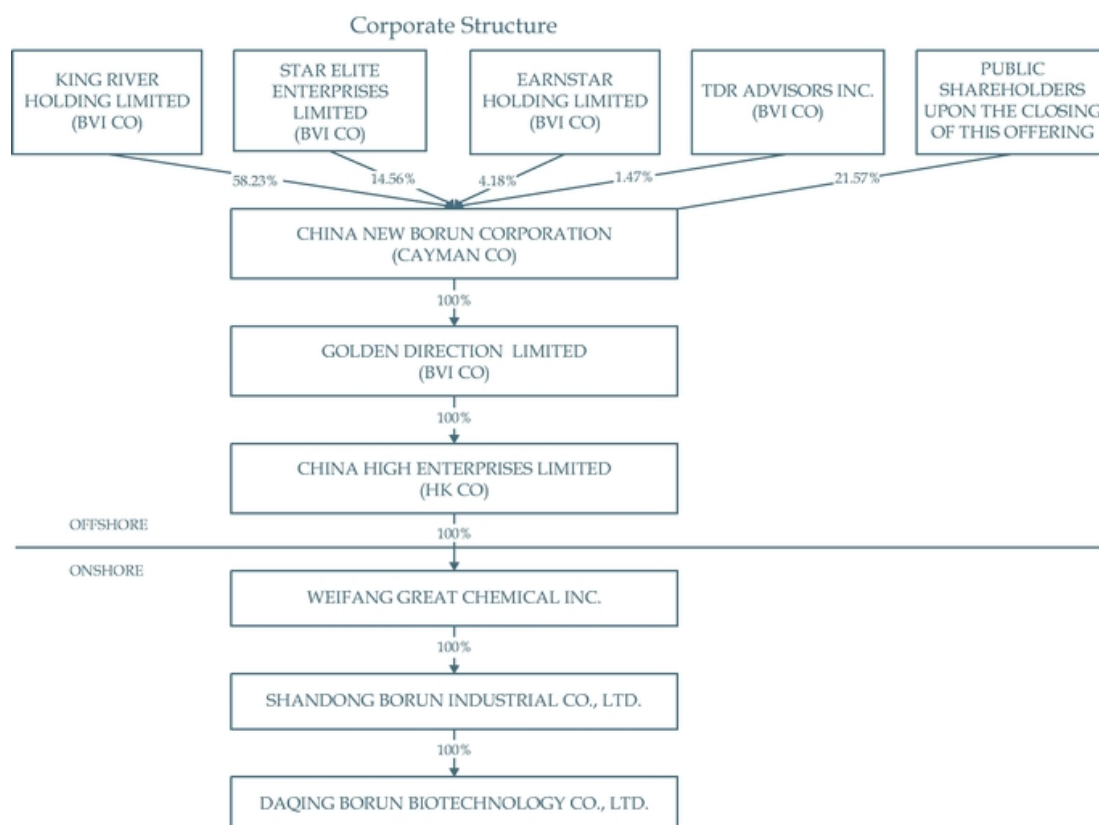 Corporate Structure
KING RIVER
HOLDING LIMITED
(BVI CO)
STAR ELITE
ENTERPRISES
LIMITED
(BVI CO)
EARNSTAR
HOLDING LIMITED
(BVI CO)
TDR ADVISORS INC.
(BVI CO)
PUBLIC
SHAREHOLDERS
UPON THE CLOSING
OF THIS OFFERING
58.23%
14.56%
4.18%
1.47%
21.57%
CHINA NEW BORUN CORPORATION
(CAYMAN CO)
100%
GOLDEN DIRECTION LIMITED
(BVI CO)
100%
CHINA HIGH ENTERPRISES LIMITED
(HK CO)
OFFSHORE
100%
ONSHORE
WEIFANG GREAT CHEMICAL INC.
100%
SHANDONG BORUN INDUSTRIAL CO., LTD.
100%
DAQING BORUN BIOTECHNOLOGY CO., LTD.